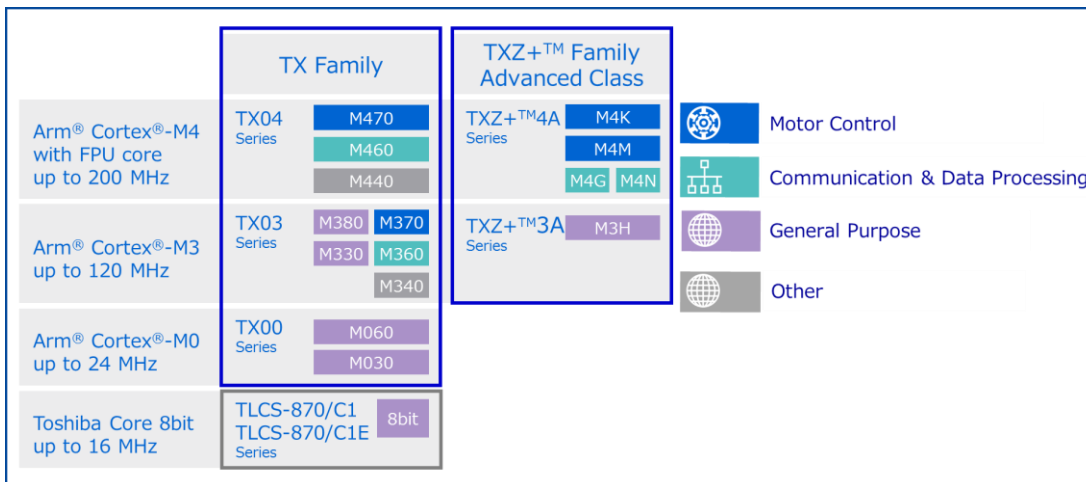 TX Family
TXZ+™ Family
Advanced Class
Arm® Cortex®-M4
with FPU core
up to 200 MHz
TX04
Series
M470
M460
M440
TXZ+™4A
Series
M4K
M4M
M4G M4N
Arm® Cortex®-M3
up to 120 MHz
TX03
Series
M380 M370
M330 M360
M340
TXZ+™3A
Series
M3H
Arm® Cortex®-M0
up to 24 MHz
TX00
Series
M060
M030
Toshiba Core 8bit
up to 16 MHz
TLCS-870/C1
TLCS-870/C1E
Series
8bit
Motor Control
Communication & Data Processing
General Purpose
Other